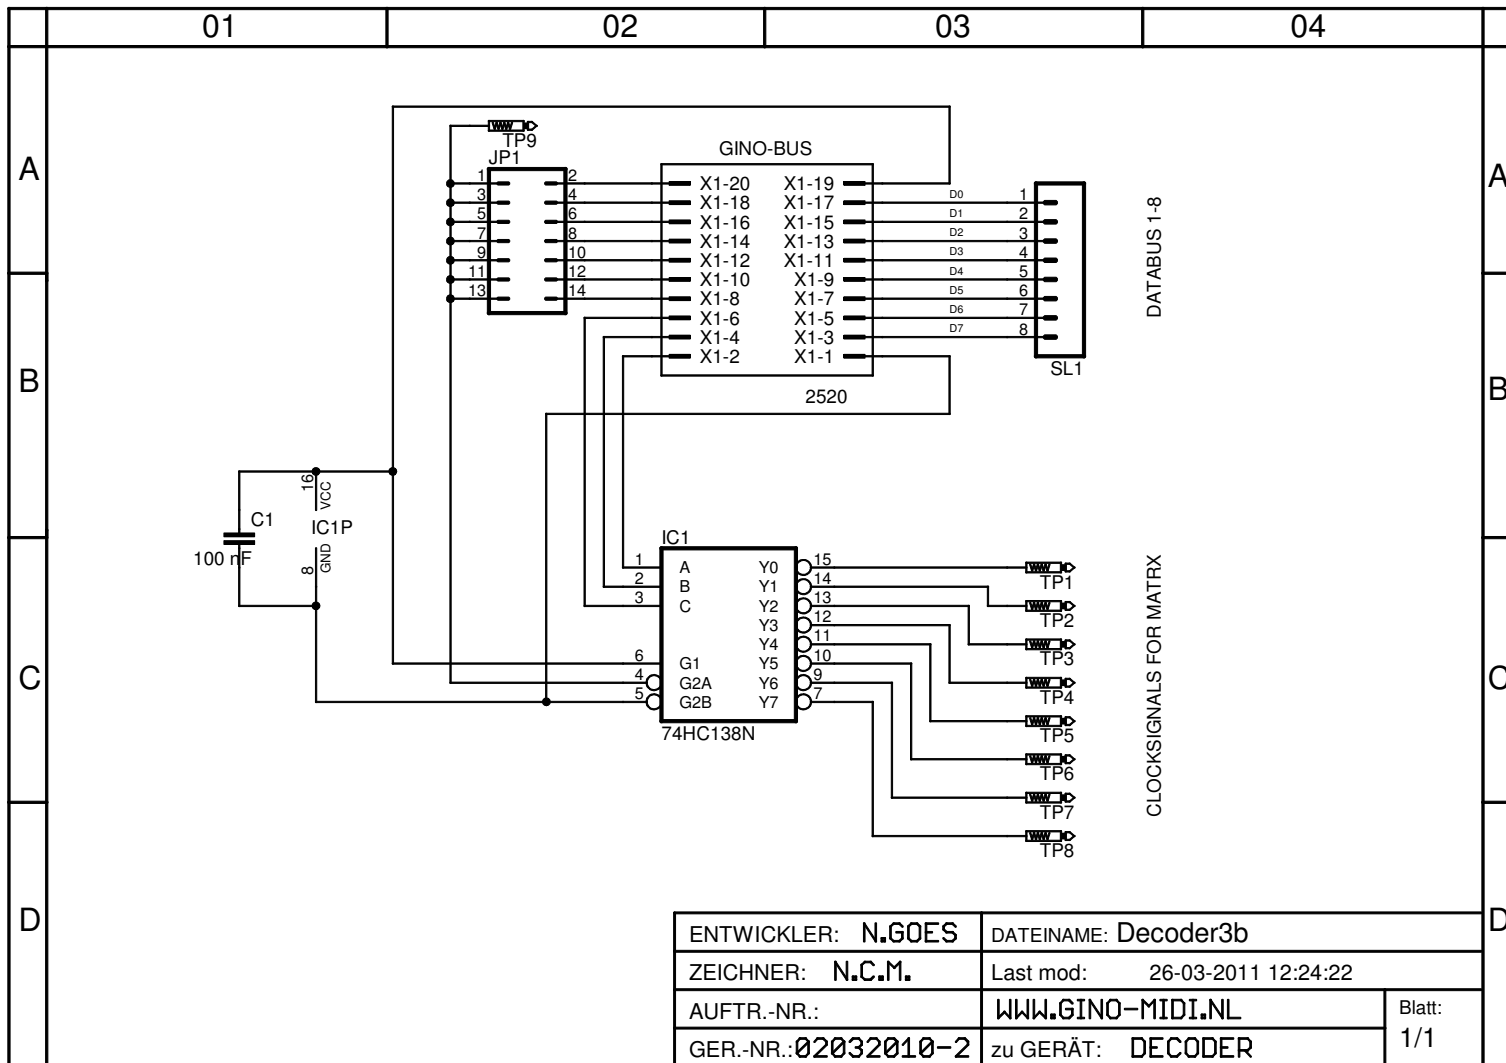 01 02 03 04
A A
B B
C C
D D
TP9
JP1
1 2
3 4
5 6
7 8
9 10
11 12
13 14
GINO-BUS
X1-20 X1-19
X1-18 X1-17
X1-16 X1-15
X1-14 X1-13
X1-12 X1-11
X1-10 X1-9
X1-8 X1-7
X1-6 X1-5
X1-4 X1-3
X1-2 X1-1
2520
D0 1
D1 2
D2 3
D3 4
D4 5
D5 6
D6 7
D7 8
SL1
DATABUS 1-8
C1
100 nF
16 VCC
IC1P
8 GND
IC1
1 A Y0 15
2 B Y1 14
3 C Y2 13
Y3 12
Y4 11
6 G1 Y5 10
4 G2A Y6 9
5 G2B Y7 7
74HC138N
TP1
TP2
TP3
TP4
TP5
TP6
TP7
TP8
CLOCKSIGNALS FOR MATRX
ENTWICKLER: N.GOES
DATEINAME: Decoder3b
ZEICHNER: N.C.M.
Last mod: 26-03-2011 12:24:22
AUFTR.-NR.:
WWW.GINO-MIDI.NL
Blatt:
1/1
GER.-NR.: 02032010-2
zu GERÄT: DECODER